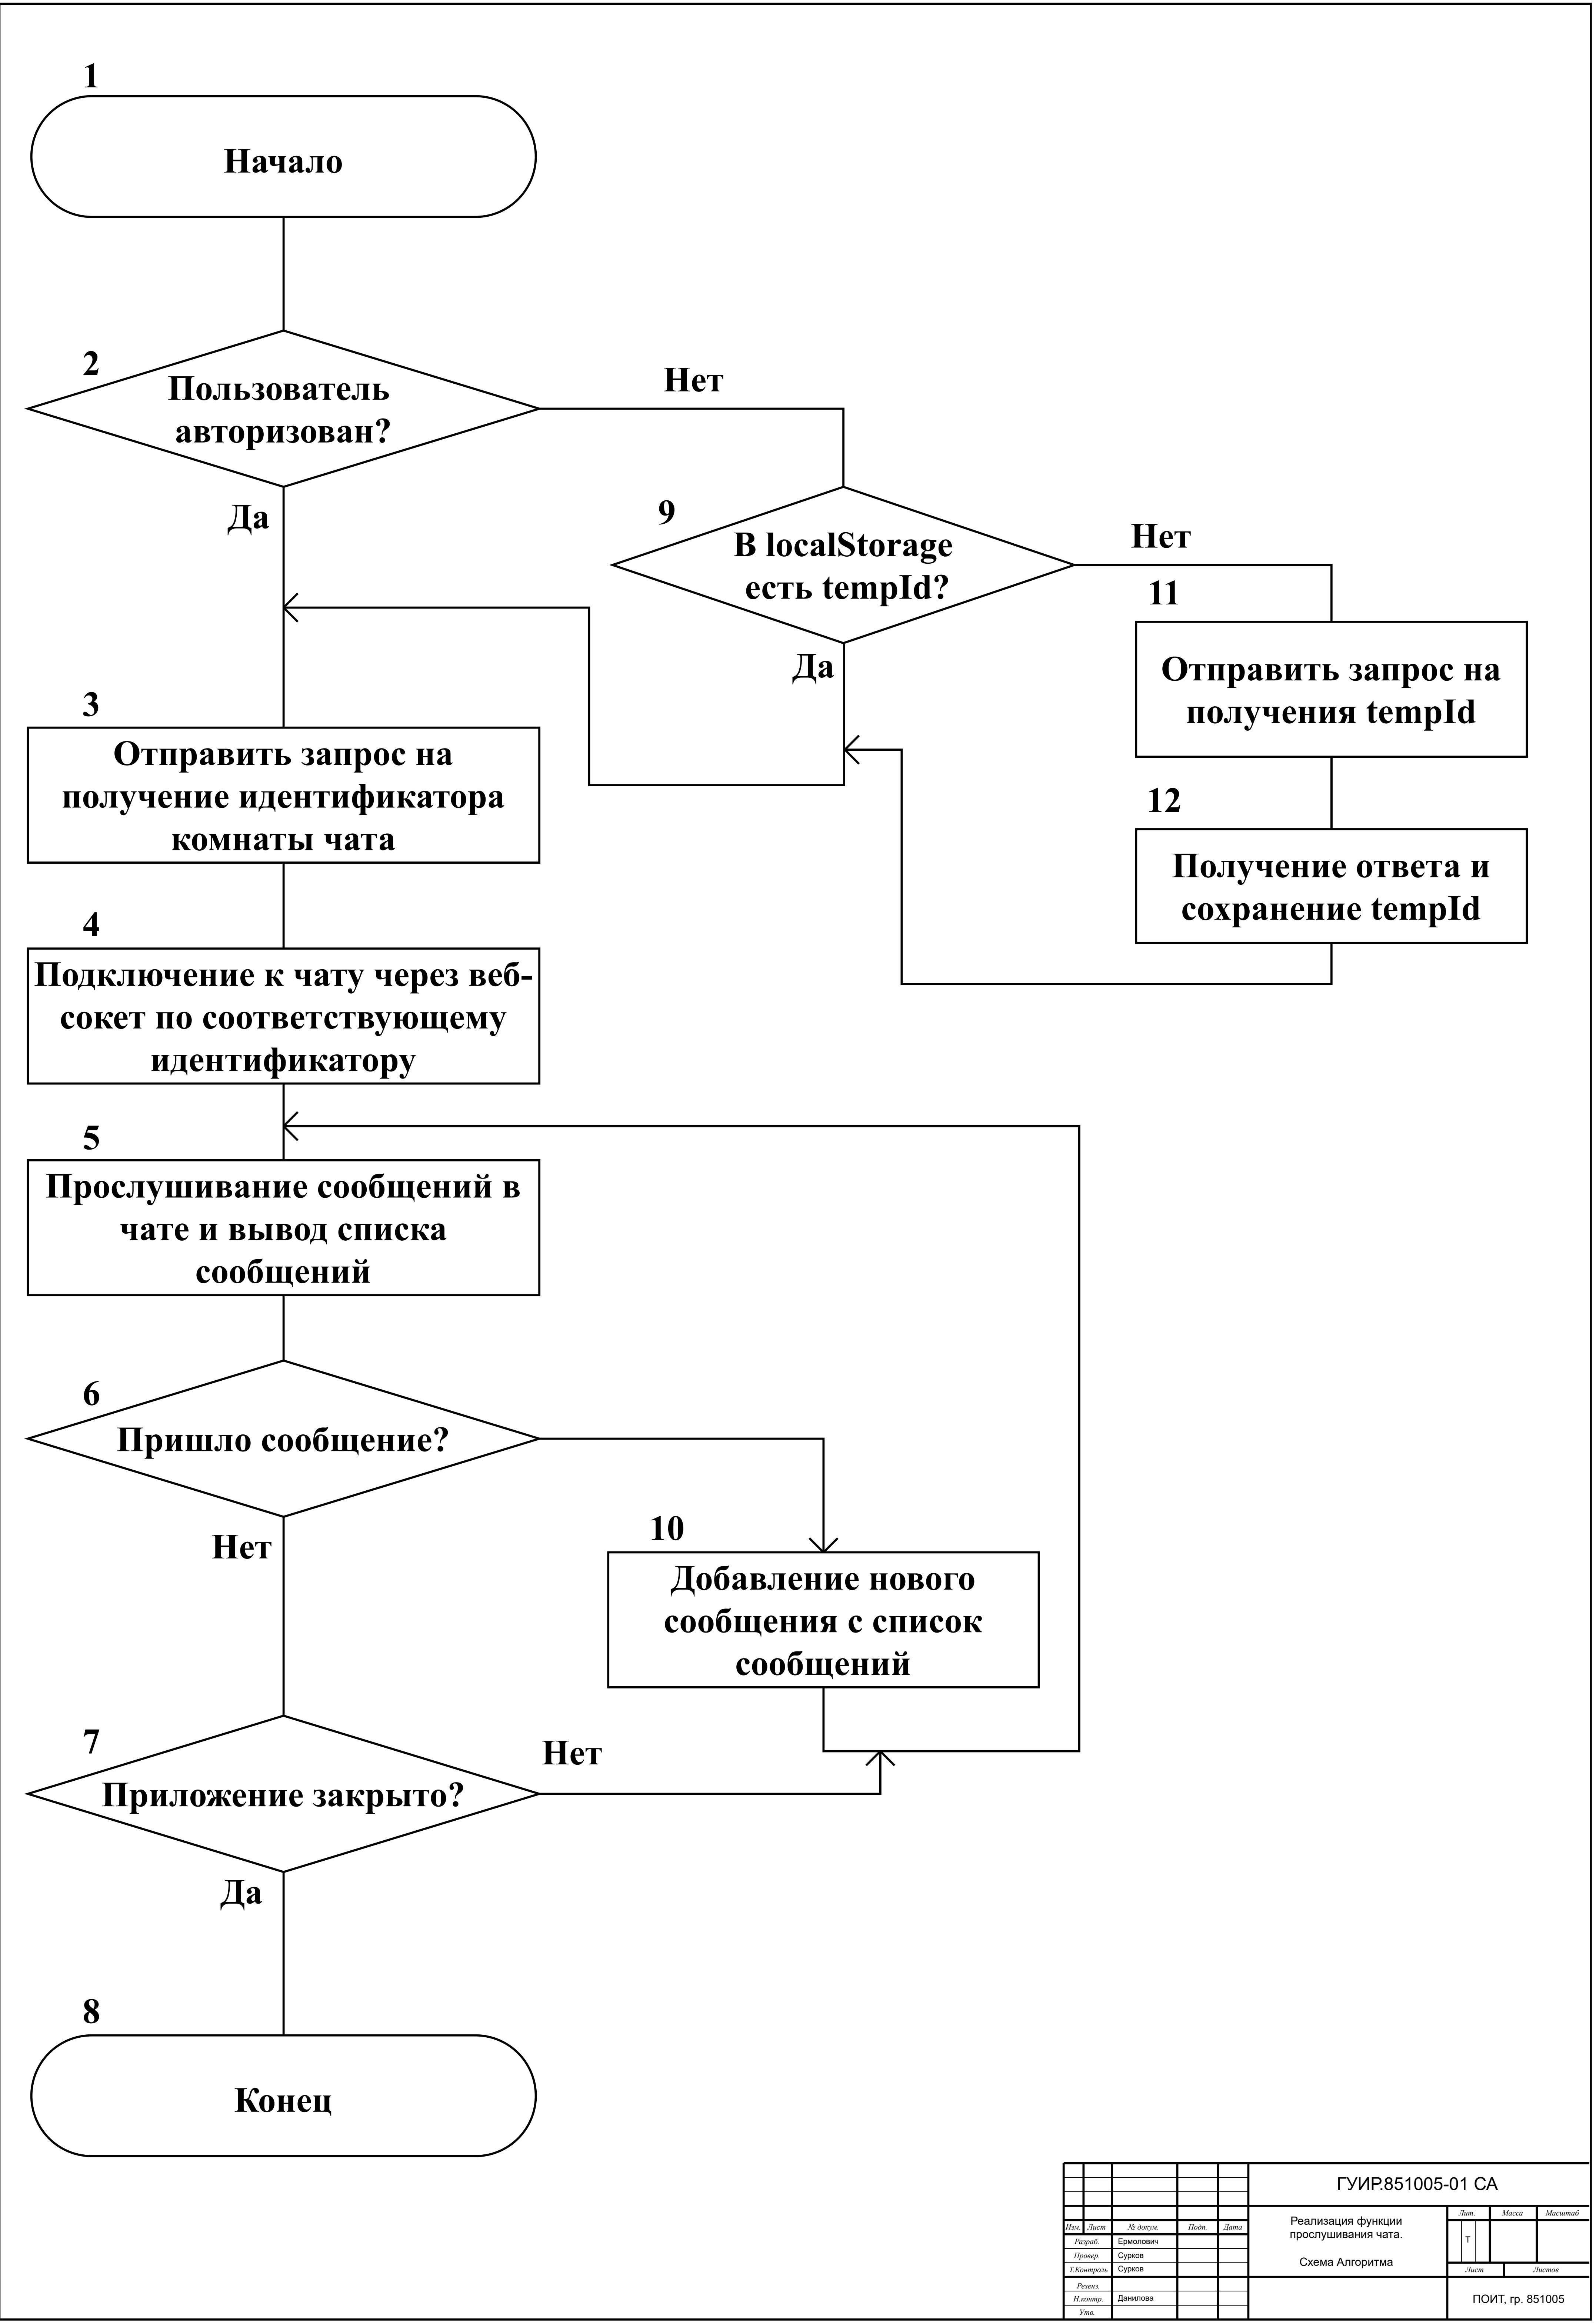 1
Начало
2
Пользователь
авторизован?
Нет
Да
9
В localStorage
есть tempId?
Нет
Да
11
Отправить запрос на
получения tempId
12
Получение ответа и
сохранение tempId
3
Отправить запрос на
получение идентификатора
комнаты чата
4
Подключение к чату через веб-
сокет по соответствующему
идентификатору
5
Прослушивание сообщений в
чате и вывод списка
сообщений
6
Пришло сообщение?
Нет
10
Добавление нового
сообщения с список
сообщений
7
Приложение закрыто?
Нет
Да
8
Конец
ГУИР.851005-01 СА
Реализация функции
прослушивания чата.
Схема Алгоритма
Лит. Масса Масштаб
Т
Лист Листов
ПОИТ, гр. 851005
Изм. Лист № докум. Подп. Дата
Разраб. Ермолович
Провер. Сурков
Т.Контроль Сурков
Резенз.
Н.контр. Данилова
Утв.